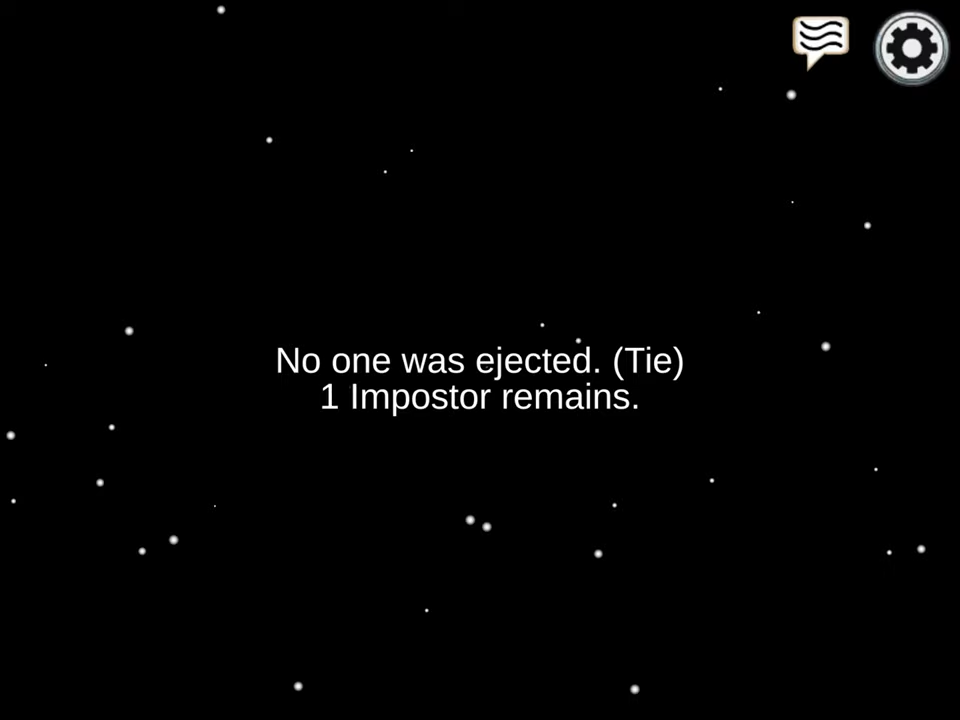 No one was ejected. (Tie)
1 Impostor remains.